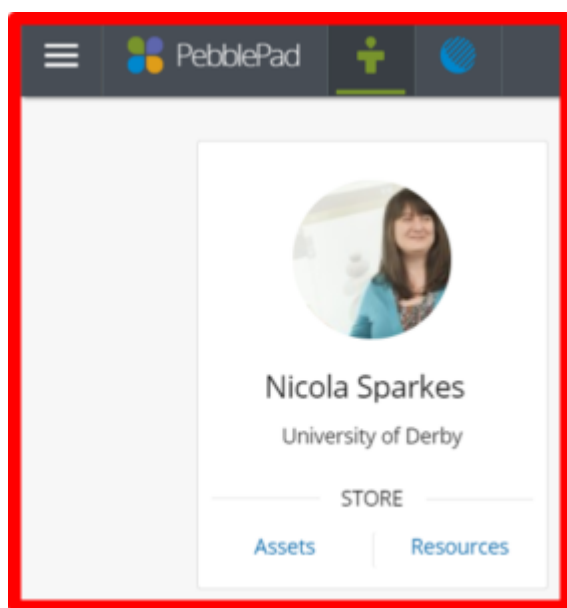 PebblePad
Nicola Sparkes
University of Derby
STORE
Assets Resources